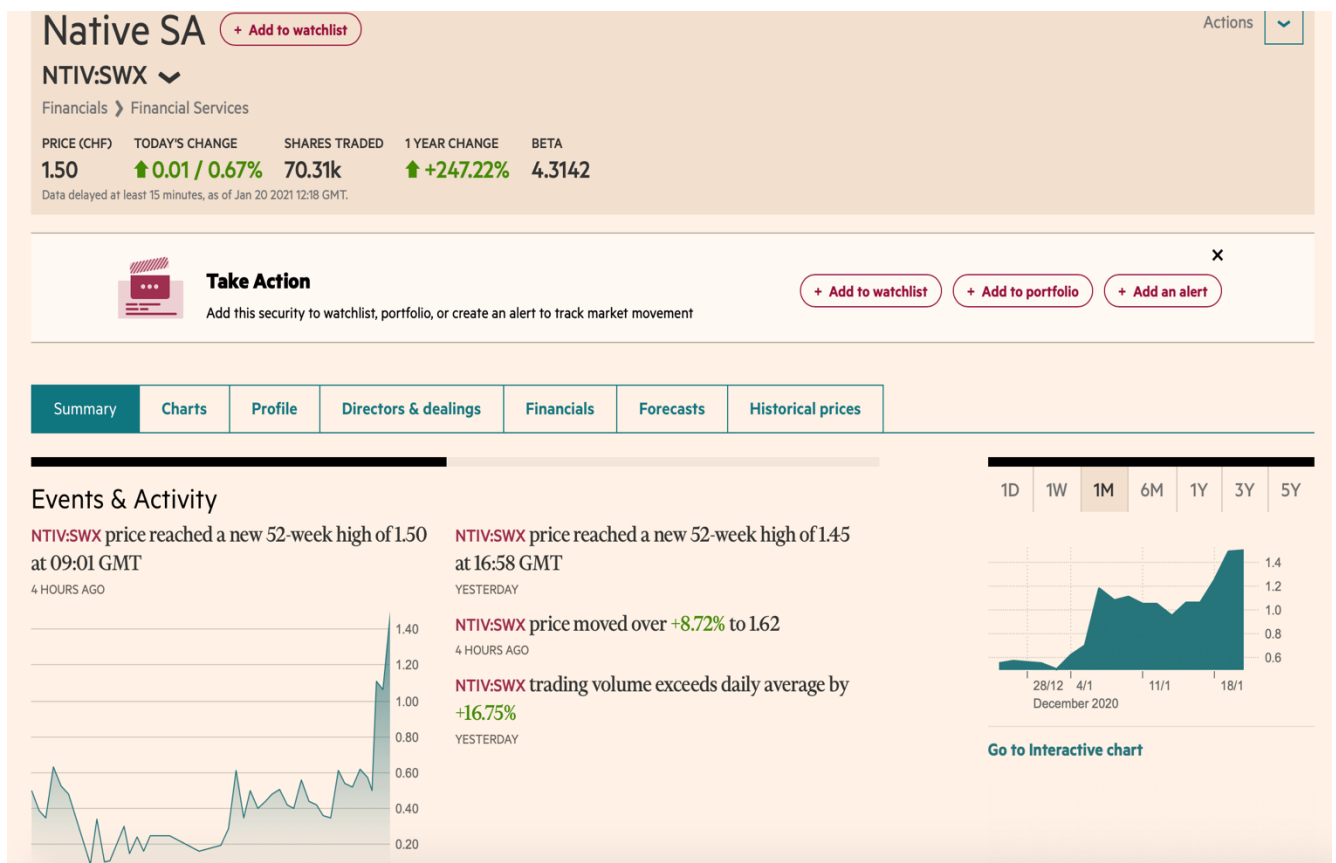 Native SA + Add to watchlist Actions
NTIV:SWX
Financials ❯ Financial Services
PRICE (CHF) TODAY'S CHANGE SHARES TRADED 1 YEAR CHANGE BETA
1.50 0.01 / 0.67% 70.31k +247.22% 4.3142
Data delayed at least 15 minutes, as of Jan 20 2021 12:18 GMT.
Take Action
Add this security to watchlist, portfolio, or create an alert to track market movement
+ Add to watchlist + Add to portfolio + Add an alert
Summary Charts Profile Directors & dealings Financials Forecasts Historical prices
Events & Activity
NTIV:SWX price reached a new 52-week high of 1.50
at 09:01 GMT
4 HOURS AGO
1.40
1.20
1.00
0.80
0.60
0.40
0.20
NTIV:SWX price reached a new 52-week high of 1.45
at 16:58 GMT
YESTERDAY
NTIV:SWX price moved over +8.72% to 1.62
4 HOURS AGO
NTIV:SWX trading volume exceeds daily average by
+16.75%
YESTERDAY
1D 1W 1M 6M 1Y 3Y 5Y
1.4
1.2
1.0
0.8
0.6
28/12 4/1 11/1 18/1
December 2020
Go to Interactive chart